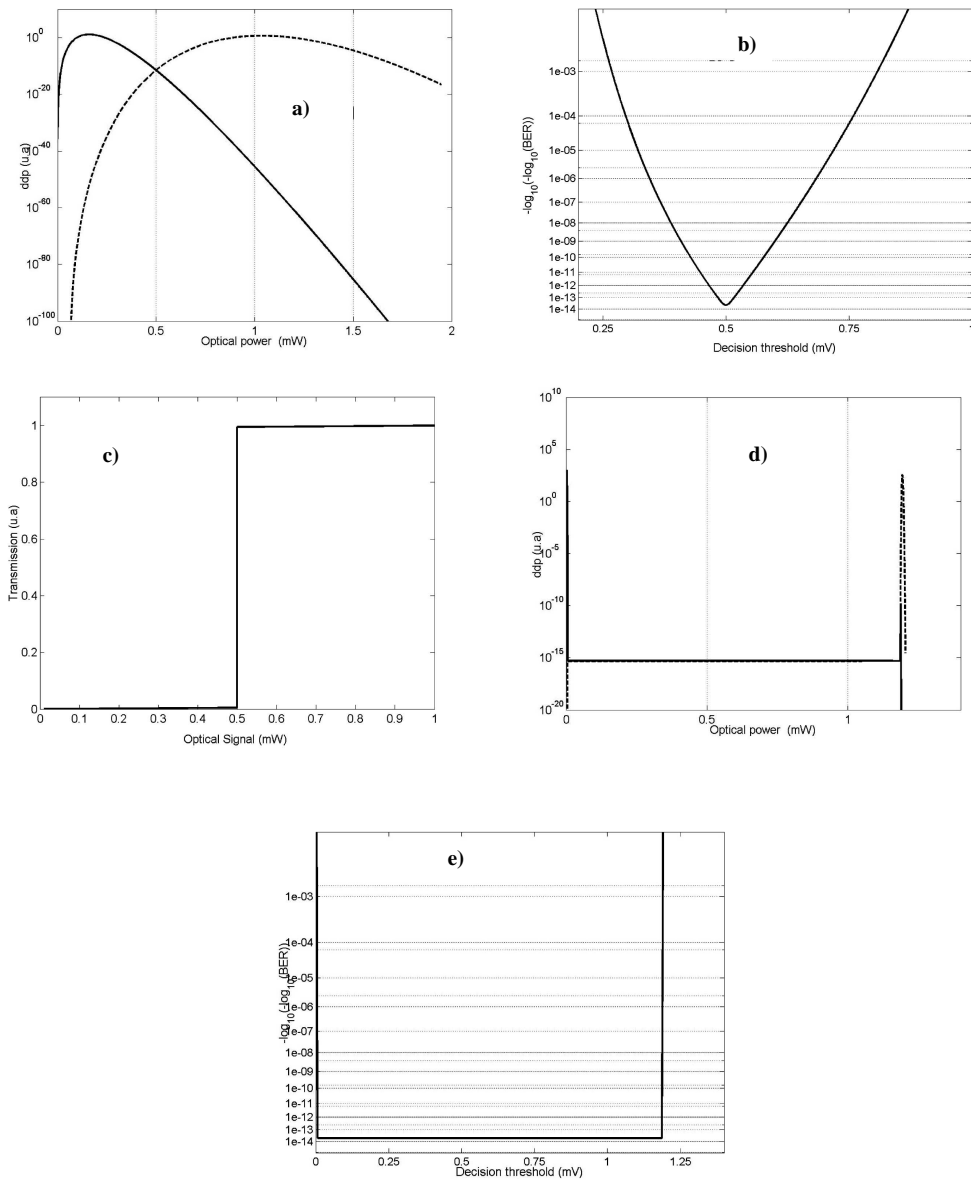 a)
10^0
10^-20
10^-40
10^-60
10^-80
10^-100
ddp (u.a)
0 0.5 1 1.5 2
Optical power (mW)
b)
1e-03
1e-04
1e-05
1e-06
1e-07
1e-08
1e-09
1e-10
1e-11
1e-12
1e-13
1e-14
-log10(-log10(BER))
0.25 0.5 0.75 1
Decision threshold (mV)
c)
1
0.8
0.6
0.4
0.2
0
Transmission (u.a)
0 0.1 0.2 0.3 0.4 0.5 0.6 0.7 0.8 0.9 1
Optical Signal (mW)
d)
10^10
10^5
10^0
10^-5
10^-10
10^-15
10^-20
ddp (u.a)
0 0.5 1
Optical power (mW)
e)
1e-03
1e-04
1e-05
1e-06
1e-07
1e-08
1e-09
1e-10
1e-11
1e-12
1e-13
1e-14
-log10(-log10(BER))
0 0.25 0.5 0.75 1 1.25
Decision threshold (mV)